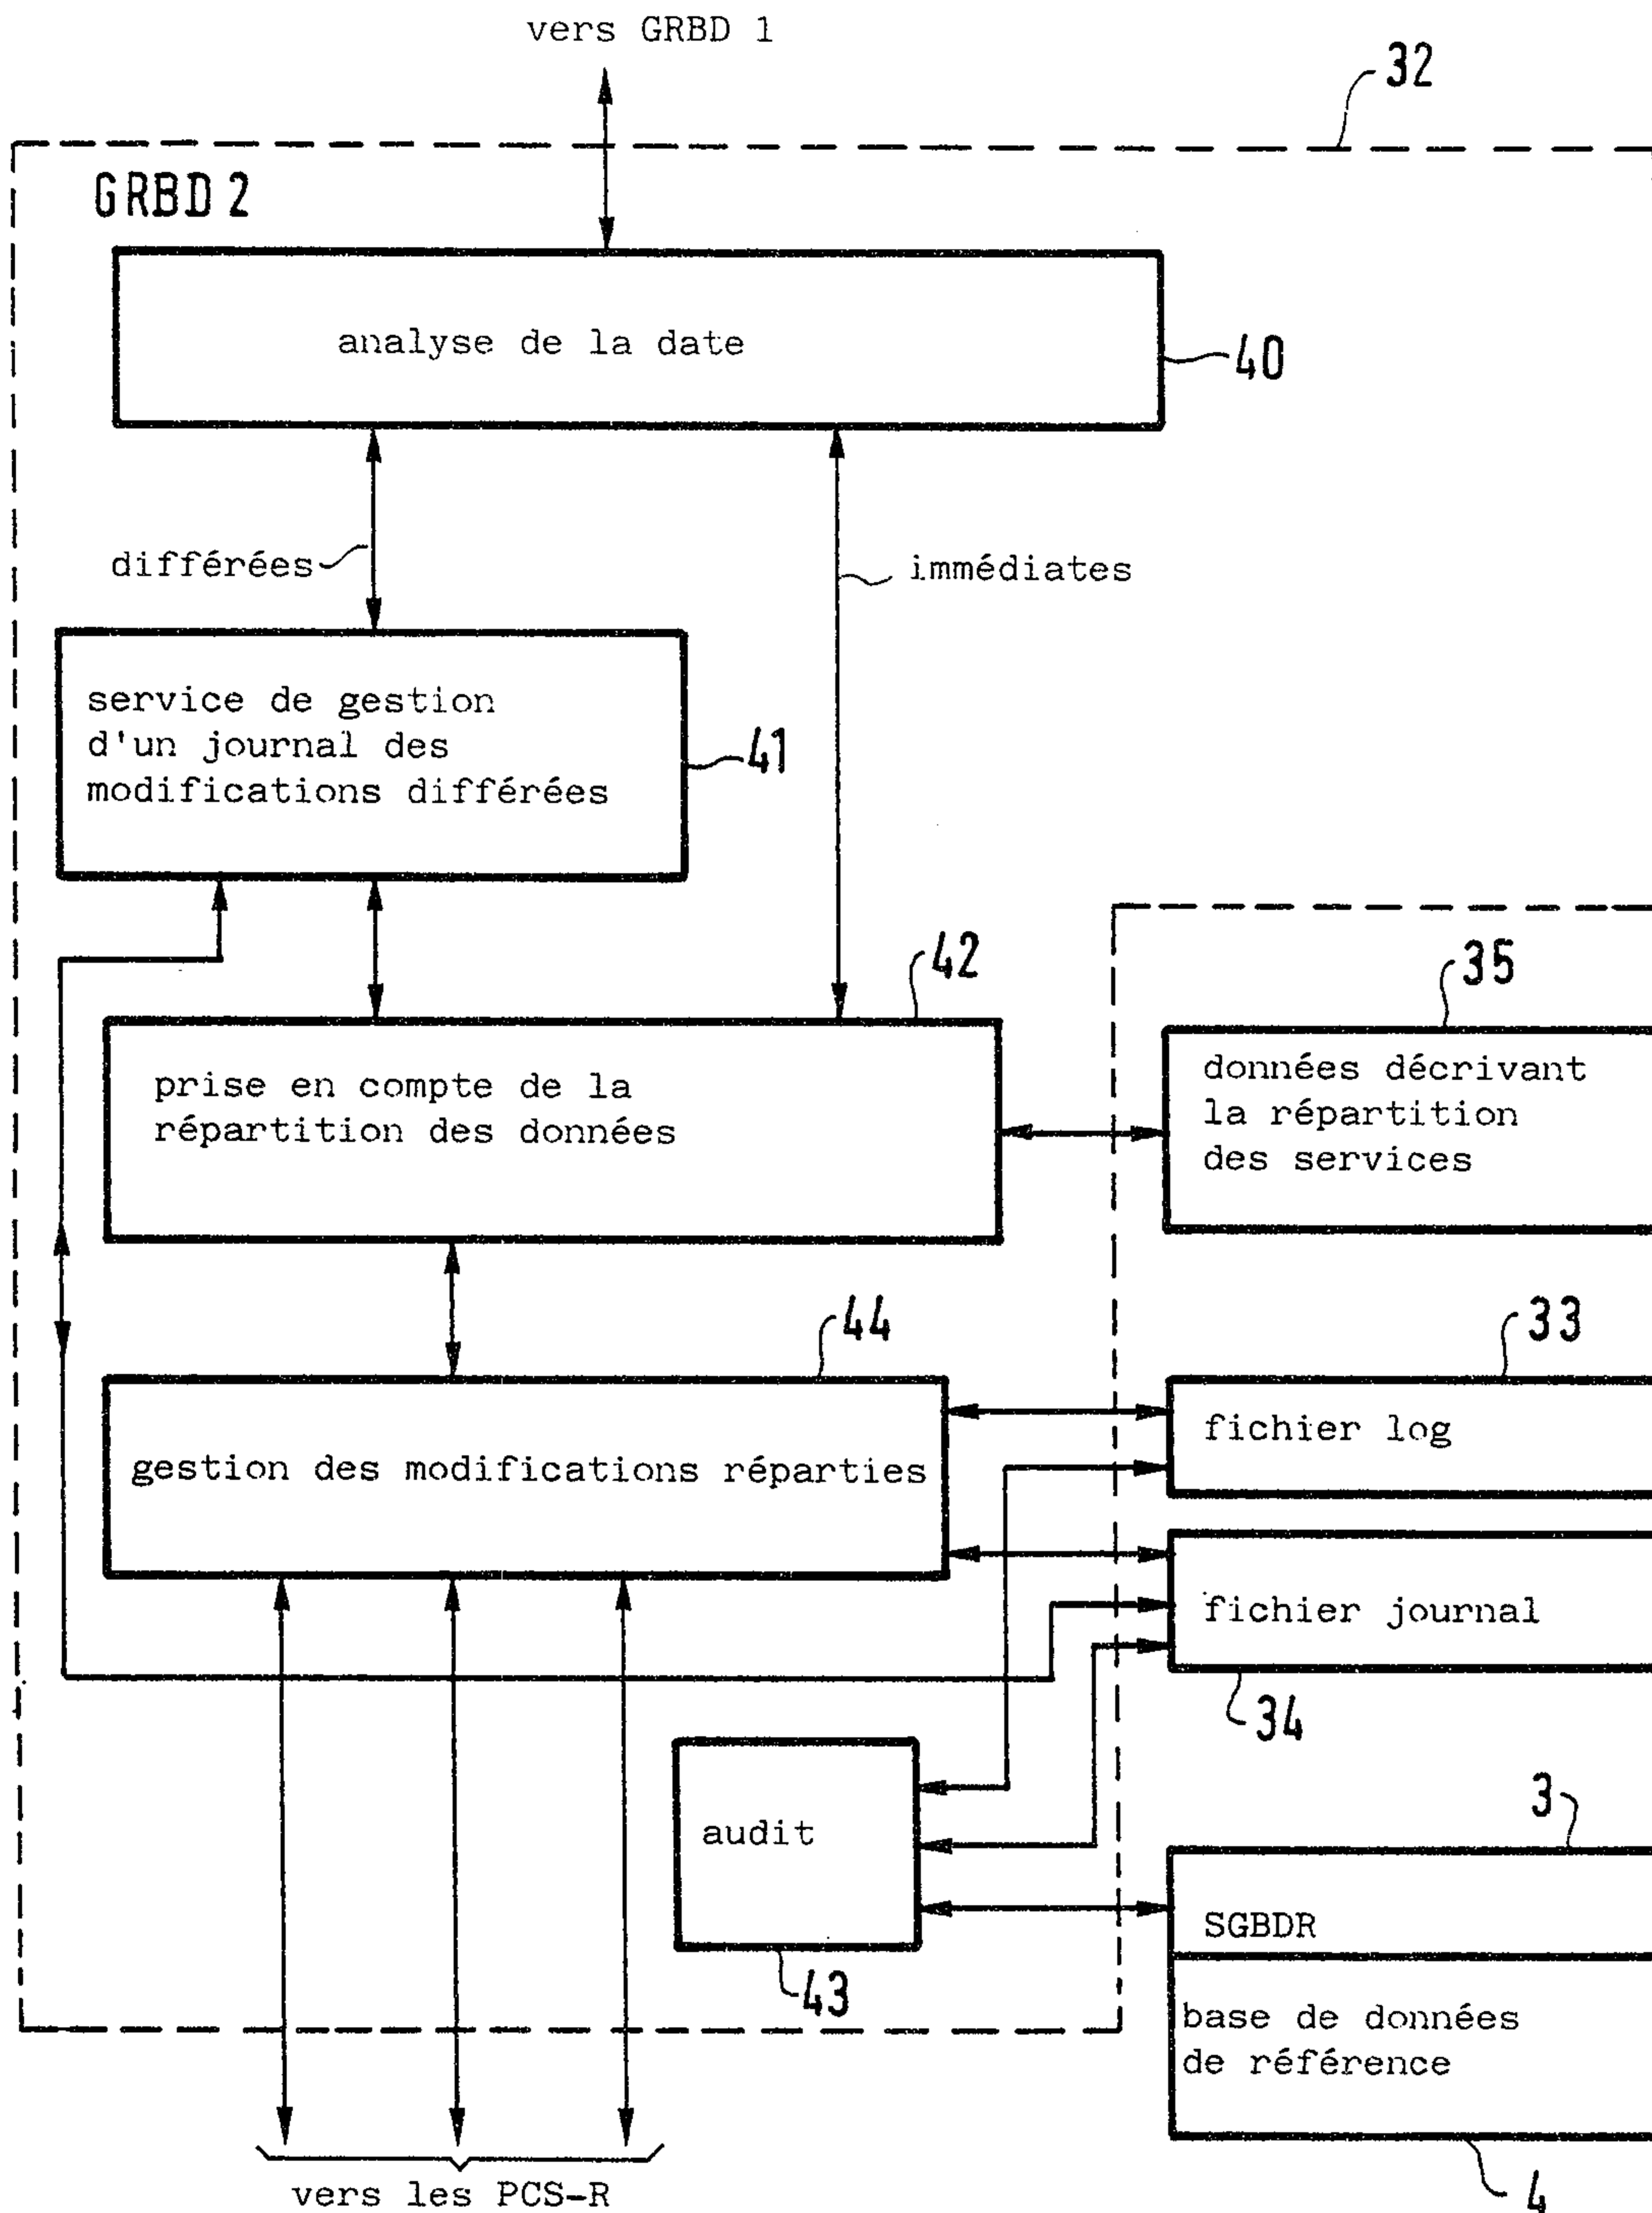 vers GRBD 1
32
GRBD 2
analyse de la date
40
différées
immédiates
service de gestion
d'un journal des
modifications différées
41
42
35
prise en compte de la
répartition des données
données décrivant
la répartition
des services
44
33
gestion des modifications réparties
fichier log
fichier journal
34
audit
43
3
SGBDR
base de données
de référence
4
vers les PCS-R